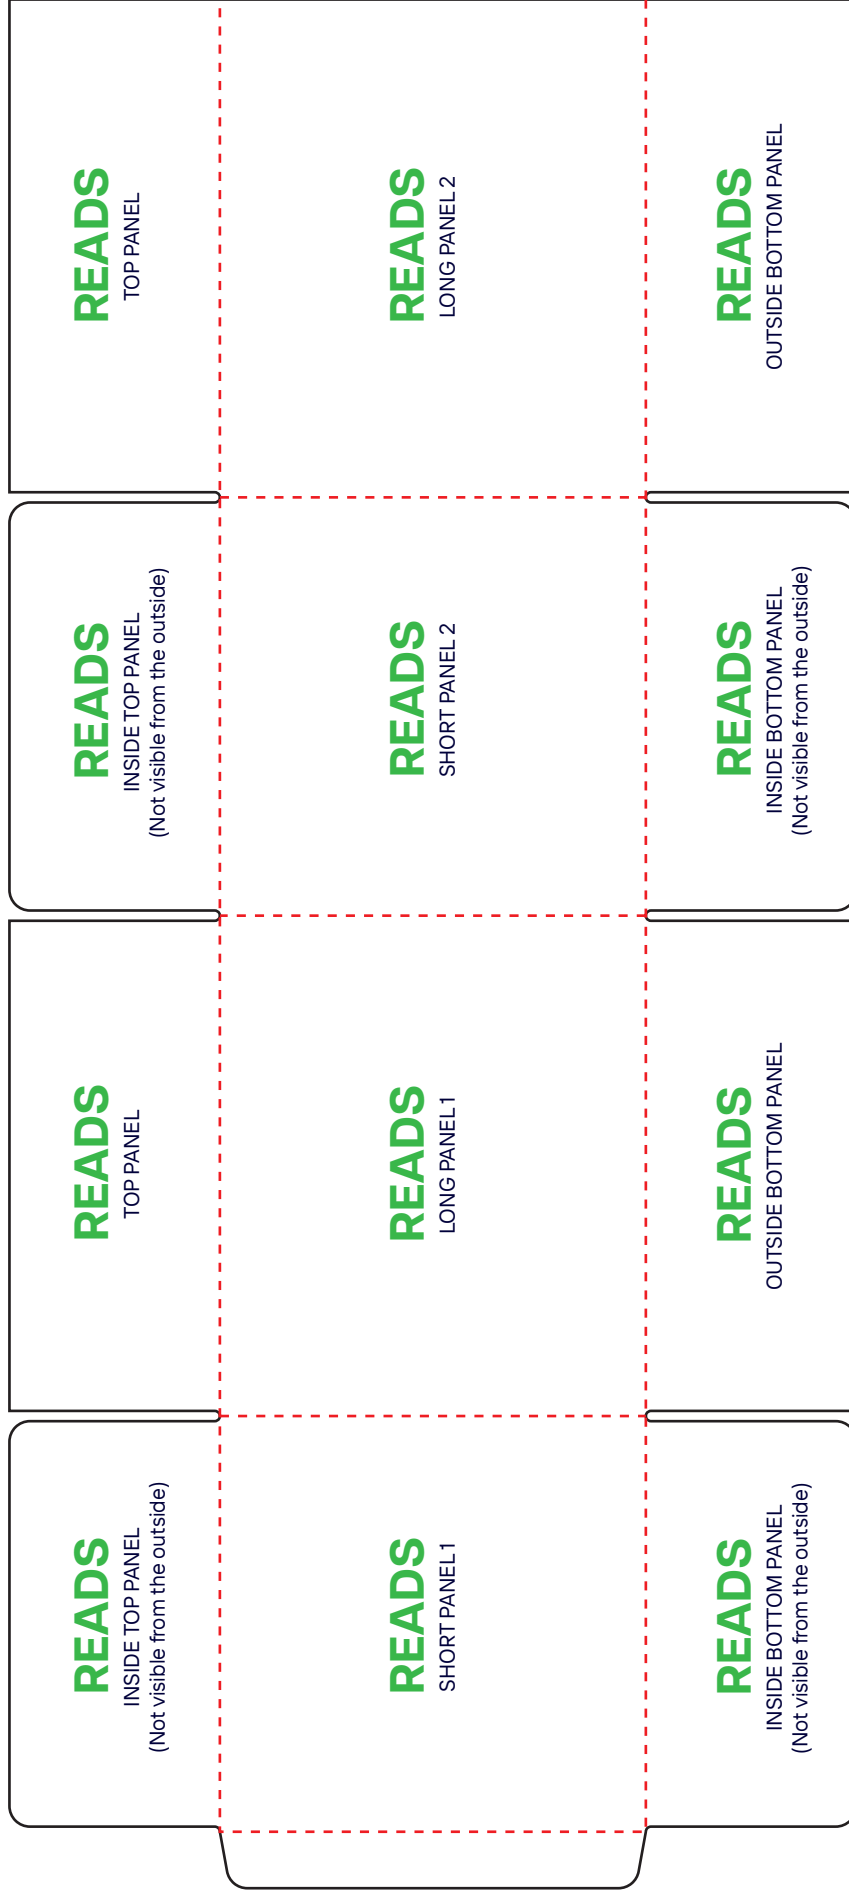 READS
INSIDE TOP PANEL
(Not visible from the outside)
READS
TOP PANEL
READS
INSIDE TOP PANEL
(Not visible from the outside)
READS
TOP PANEL
READS
SHORT PANEL 1
READS
LONG PANEL 1
READS
SHORT PANEL 2
READS
LONG PANEL 2
READS
INSIDE BOTTOM PANEL
(Not visible from the outside)
READS
OUTSIDE BOTTOM PANEL
READS
INSIDE BOTTOM PANEL
(Not visible from the outside)
READS
OUTSIDE BOTTOM PANEL